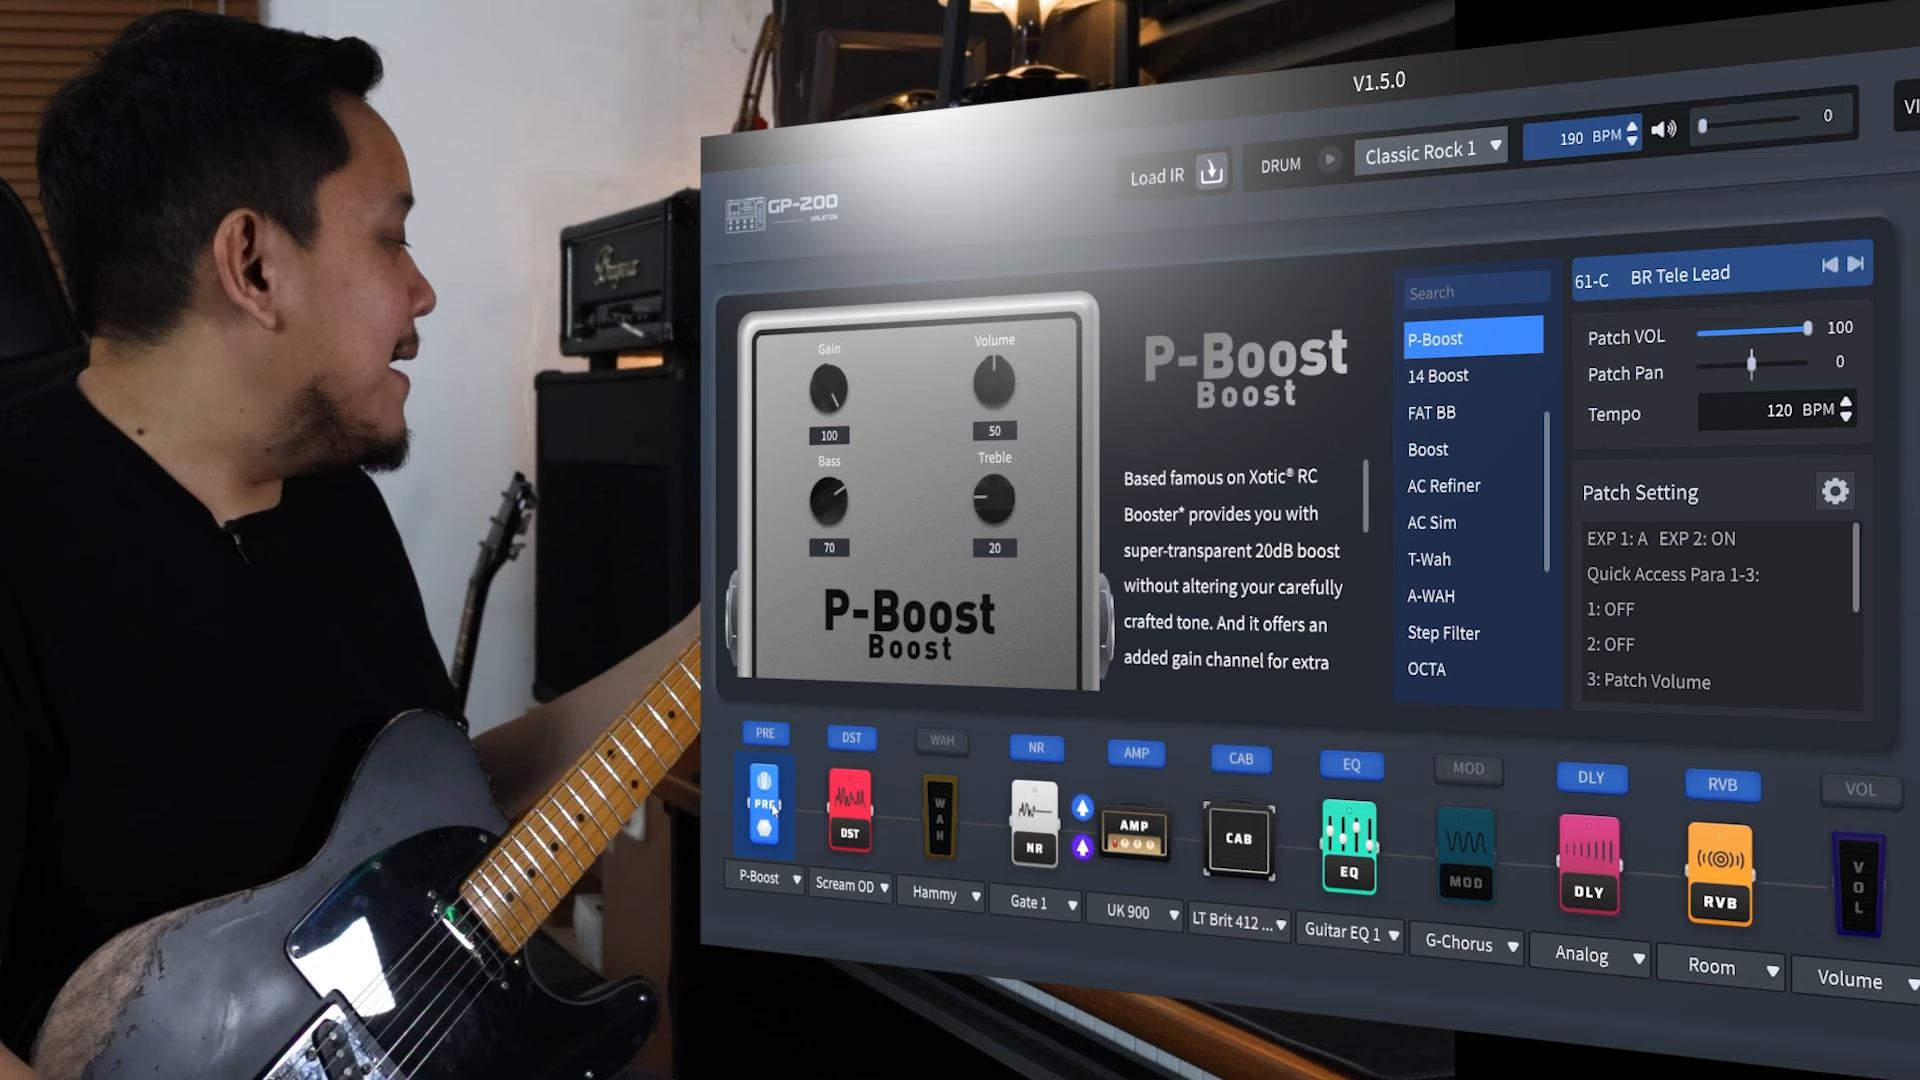 V1.5.0
GP-200
VALETON
Load IR
DRUM
Classic Rock 1
190 BPM
0
Gain
Volume
100
50
Bass
Treble
70
20
P-Boost
Boost
P-Boost
Boost
Based famous on Xotic® RC
Booster* provides you with
super-transparent 20dB boost
without altering your carefully
crafted tone. And it offers an
added gain channel for extra
Search
P-Boost
14 Boost
FAT BB
Boost
AC Refiner
AC Sim
T-Wah
A-WAH
Step Filter
OCTA
61-C BR Tele Lead
Patch VOL 100
Patch Pan 0
Tempo 120 BPM
Patch Setting
EXP 1: A EXP 2: ON
Quick Access Para 1-3:
1: OFF
2: OFF
3: Patch Volume
PRE DST WAH NR AMP CAB EQ MOD DLY RVB VOL
PRE DST WAH NR AMP CAB EQ MOD DLY RVB VOL
P-Boost Scream OD Hammy Gate 1 UK 900 LT Brit 412 ... Guitar EQ 1 G-Chorus Analog Room Volume